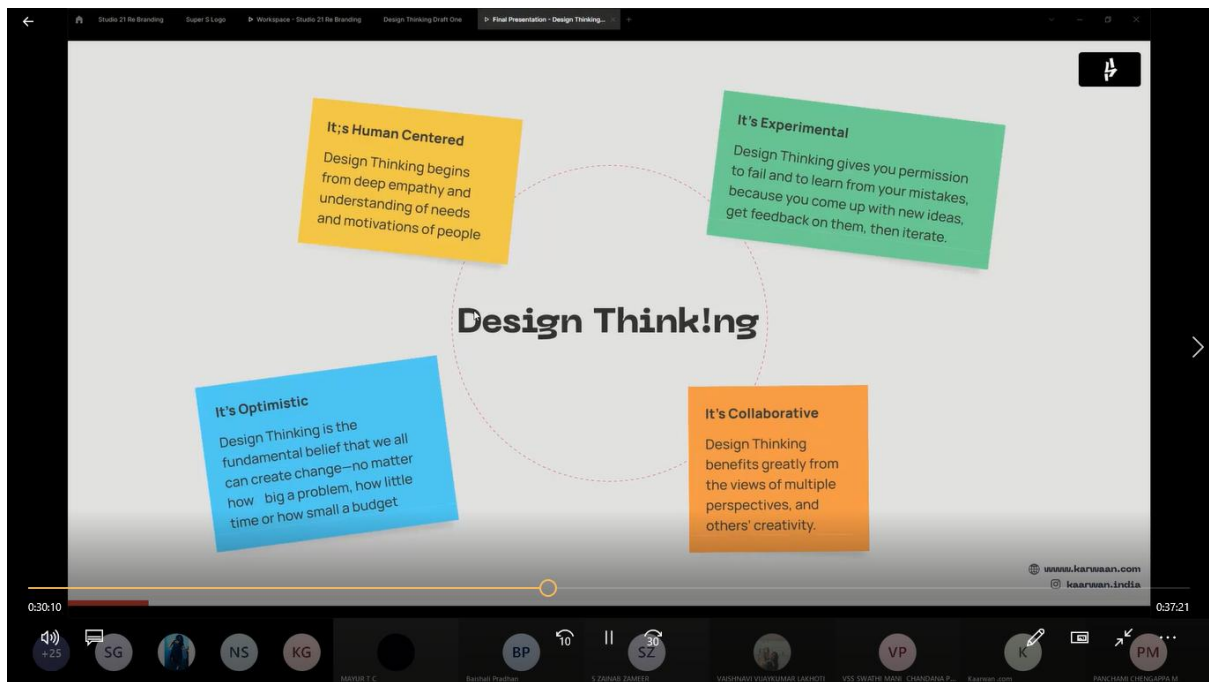 Studio 21 Re Branding
Super S Logo
Workspace - Studio 21 Re Branding
Design Thinking Draft One
Final Presentation - Design Thinking...
It;s Human Centered
Design Thinking begins
from deep empathy and
understanding of needs
and motivations of people
It's Experimental
Design Thinking gives you permission
to fail and to learn from your mistakes,
because you come up with new ideas,
get feedback on them, then iterate.
Design Think!ng
It's Optimistic
Design Thinking is the
fundamental belief that we all
can create change—no matter
how big a problem, how little
time or how small a budget
It's Collaborative
Design Thinking
benefits greatly from
the views of multiple
perspectives, and
others' creativity.
www.karwaan.com
kaarwan.india
0:30:10
0:37:21
+25
SG
NS
KG
BP
10
30
SZ
VP
K
PM
MAYUR T C
Banhali Pradhan
S ZAINAB ZAMEER
VAISHNAVI VIJAYKUMAR LAKHOTI
VSS SWATHI MANI CHANDANA P...
Kaarwan .com
PANCHAMI CHENGAPPA M